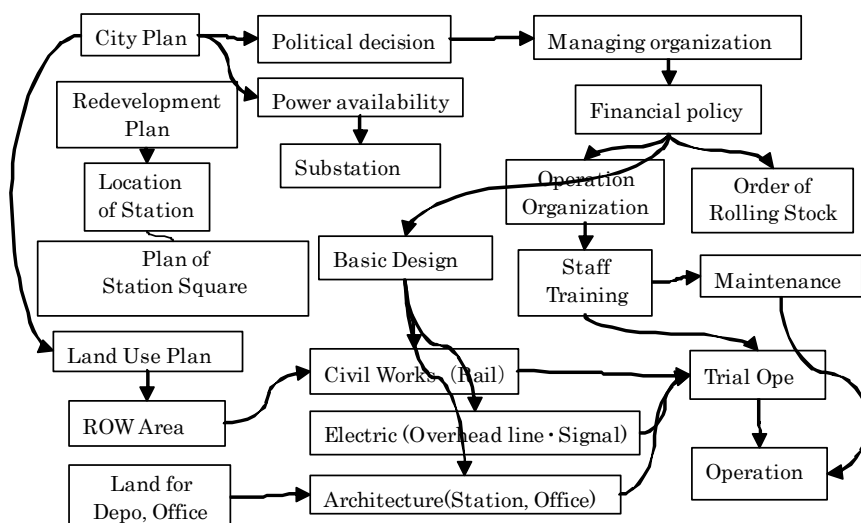 City Plan
Political decision
Managing organization
Redevelopment
Plan
Power availability
Financial policy
Substation
Location
of Station
Operation
Organization
Order of
Rolling Stock
Plan of
Station Square
Basic Design
Staff
Training
Maintenance
Land Use Plan
Civil Works （Rail）
Trial Ope
ROW Area
Electric (Overhead line・Signal)
Operation
Land for
Depo, Office
Architecture(Station, Office)